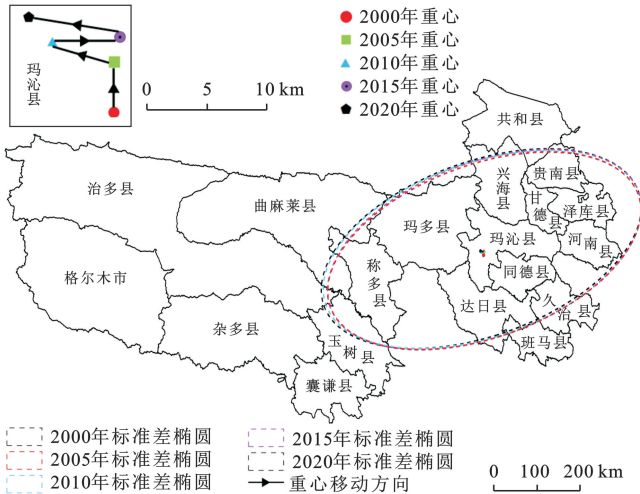 玛沁县
0 5 10 km
2000年重心
2005年重心
2010年重心
2015年重心
2020年重心
共和县
兴海县
贵南县
甘德县
泽库县
治多县
曲麻莱县
玛多县
玛沁县
河南县
格尔木市
称多县
同德县
达日县
久治县
杂多县
玉树县
班马县
囊谦县
2000年标准差椭圆
2005年标准差椭圆
2010年标准差椭圆
2015年标准差椭圆
2020年标准差椭圆
重心移动方向
0 100 200 km